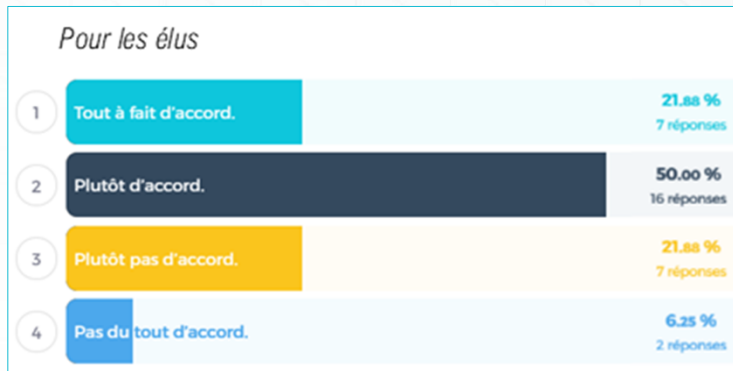 Pour les élus
1
Tout à fait d'accord.
21.88 %
7 réponses
2
Plutôt d'accord.
50.00 %
16 réponses
3
Plutôt pas d'accord.
21.88 %
7 réponses
4
Pas du tout d'accord.
6.25 %
2 réponses